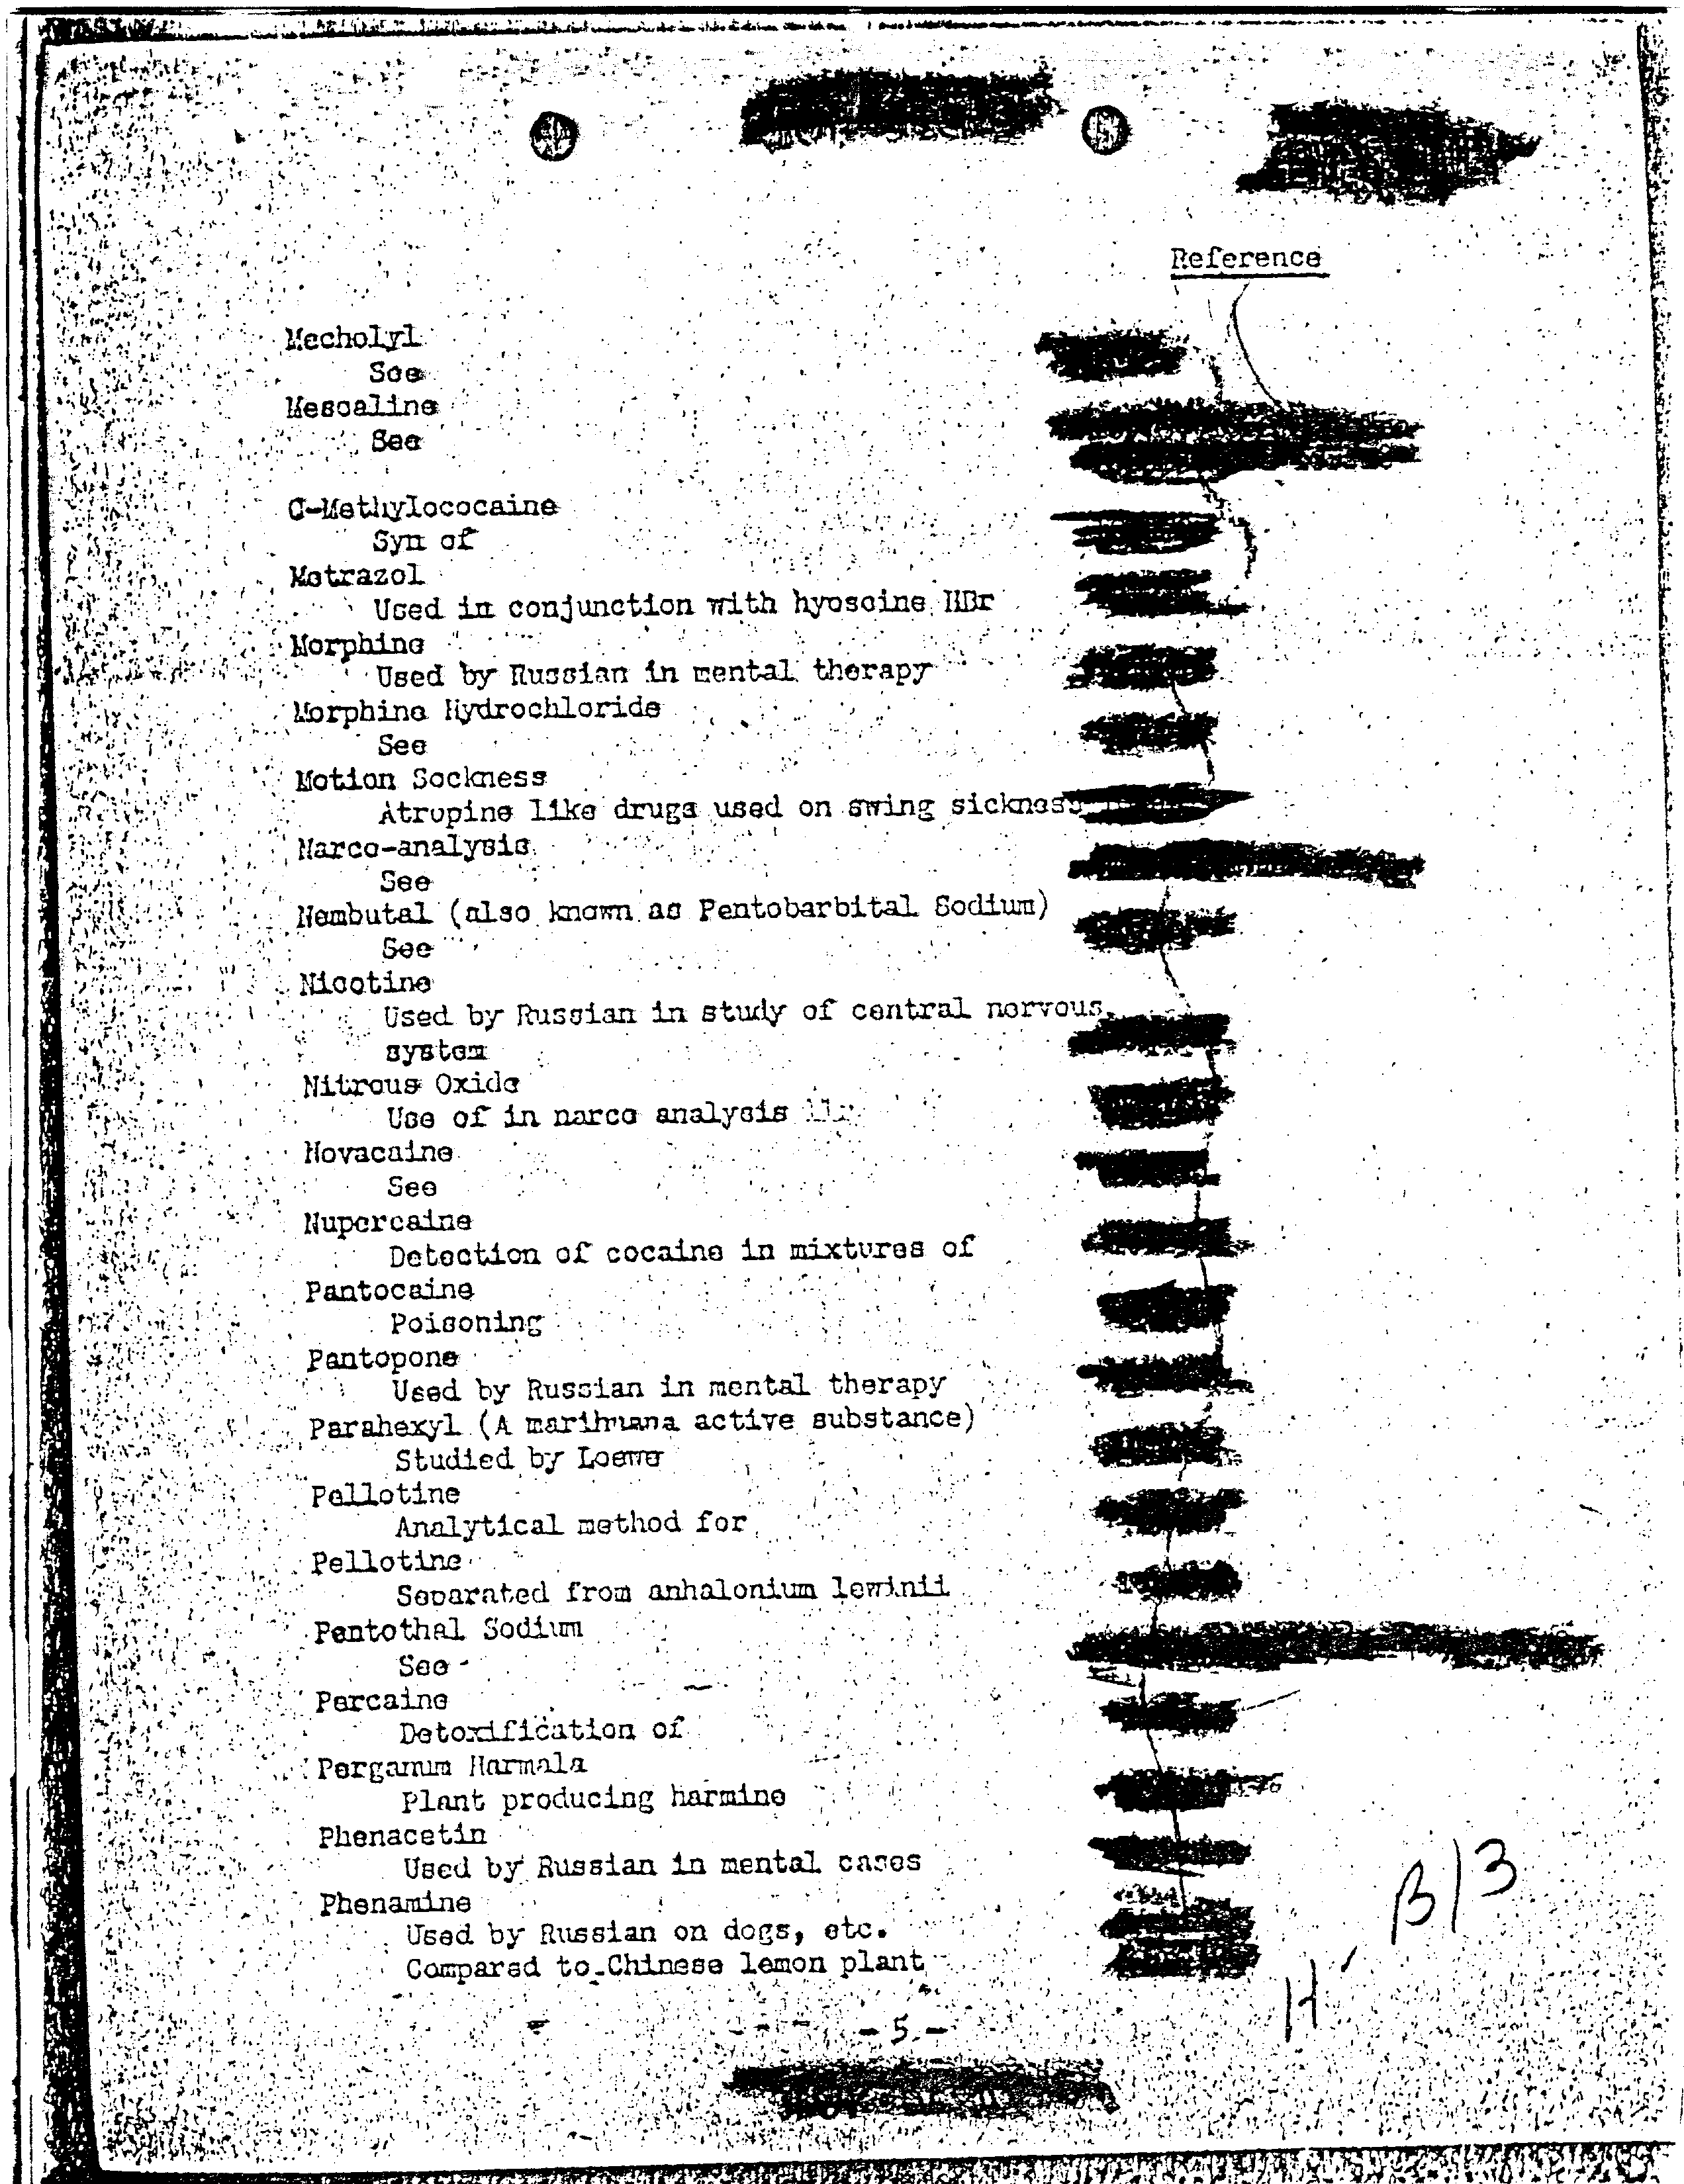 Reference
Mecholyl
See
Mescaline
See
C-Methylococaine
Syn of
Metrazol
Used in conjunction with hyoscine HBr
Morphine
Used by Russian in mental therapy
Morphine Hydrochloride
See
Motion Sockness
Atropine like drugs used on swing sickness
Narco-analysis
See
Nembutal (also known as Pentobarbital Sodium)
See
Nicotine
Used by Russian in study of central nervous
system
Nitrous Oxide
Use of in narco analysis
Novacaine
See
Nupercaine
Detection of cocaine in mixtures of
Pantocaine
Poisoning
Pantopone
Used by Russian in mental therapy
Parahexyl (A marihuana active substance)
Studied by Loewe
Pellotine
Analytical method for
Pellotine
Separated from anhalonium lewinii
Pentothal Sodium
See
Percaine
Detoxification of
Perganum Harmala
Plant producing harmine
Phenacetin
Used by Russian in mental cases
Phenamine
Used by Russian on dogs, etc.
Compared to Chinese lemon plant
B/3
H
-5-